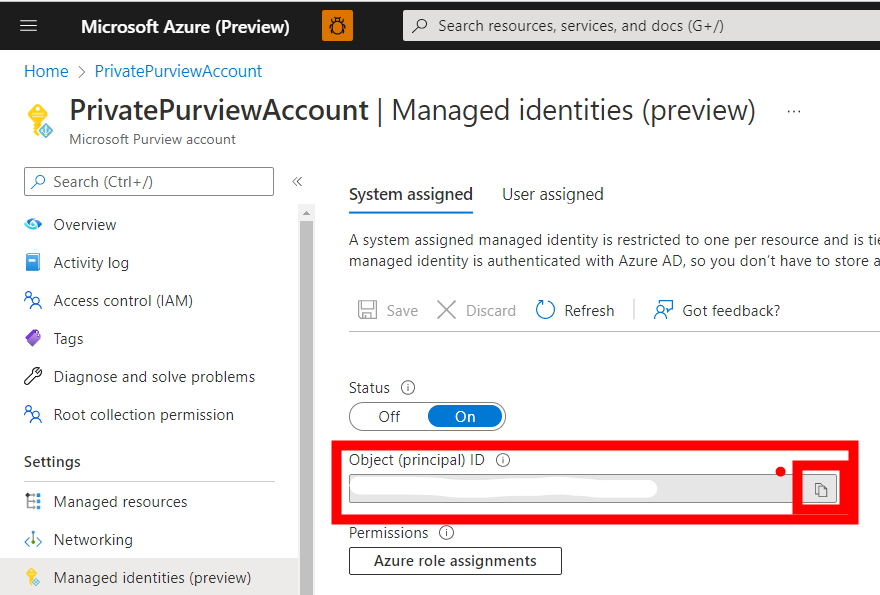 Microsoft Azure (Preview)
Search resources, services, and docs (G+/)
Home > PrivatePurviewAccount
PrivatePurviewAccount | Managed identities (preview) ...
Microsoft Purview account
Search (Ctrl+/)
«
Overview
Activity log
Access control (IAM)
Tags
Diagnose and solve problems
Root collection permission
Settings
Managed resources
Networking
Managed identities (preview)
System assigned User assigned
A system assigned managed identity is restricted to one per resource and is tie
managed identity is authenticated with Azure AD, so you don't have to store a
Save Discard Refresh Got feedback?
Status
Off On
Object (principal) ID
Permissions
Azure role assignments